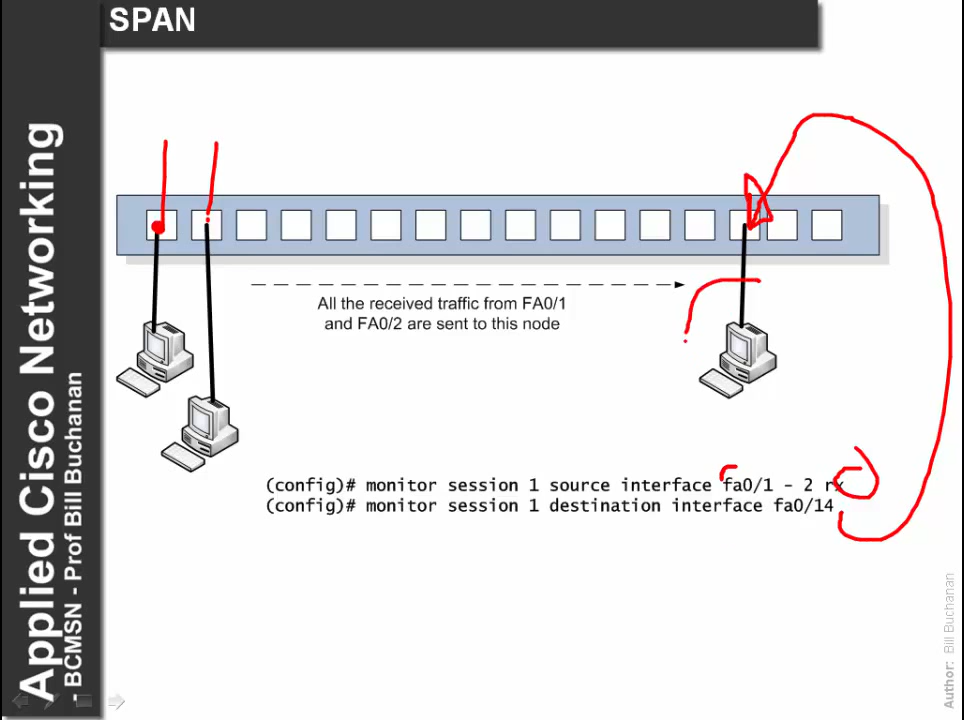 SPAN
Applied Cisco Networking
- BCMSN - Prof Bill Buchanan
All the received traffic from FA0/1
and FA0/2 are sent to this node
(config)# monitor session 1 source interface fa0/1 - 2 rx
(config)# monitor session 1 destination interface fa0/14
Author: Bill Buchanan